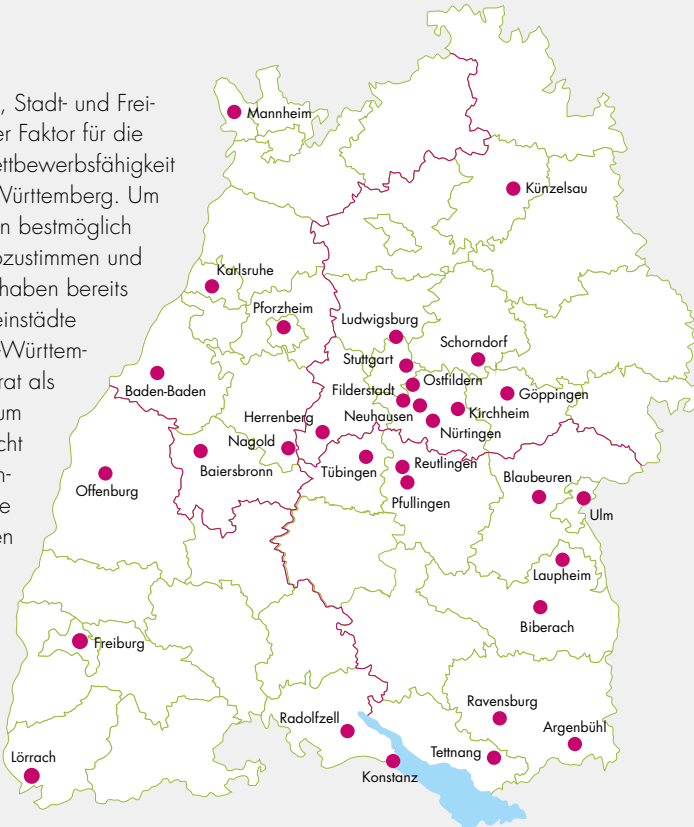 , Stadt- und Frei-
er Faktor für die
ettbewerbsfähigkeit
Württemberg. Um
n bestmöglich
bzustimmen und
haben bereits
einstädte
-Württem-
rat als
um
cht
n-
e
en
Mannheim
Künzelsau
Karlsruhe
Pforzheim
Ludwigsburg
Schorndorf
Stuttgart
Ostfildern
Baden-Baden
Filderstadt
Göppingen
Neuhausen
Kirchheim
Herrenberg
Nürtingen
Nagold
Baiersbronn
Tübingen
Reutlingen
Blaubeuren
Offenburg
Pfullingen
Ulm
Laupheim
Biberach
Freiburg
Ravensburg
Radolfzell
Argenbühl
Lörrach
Tettnang
Konstanz